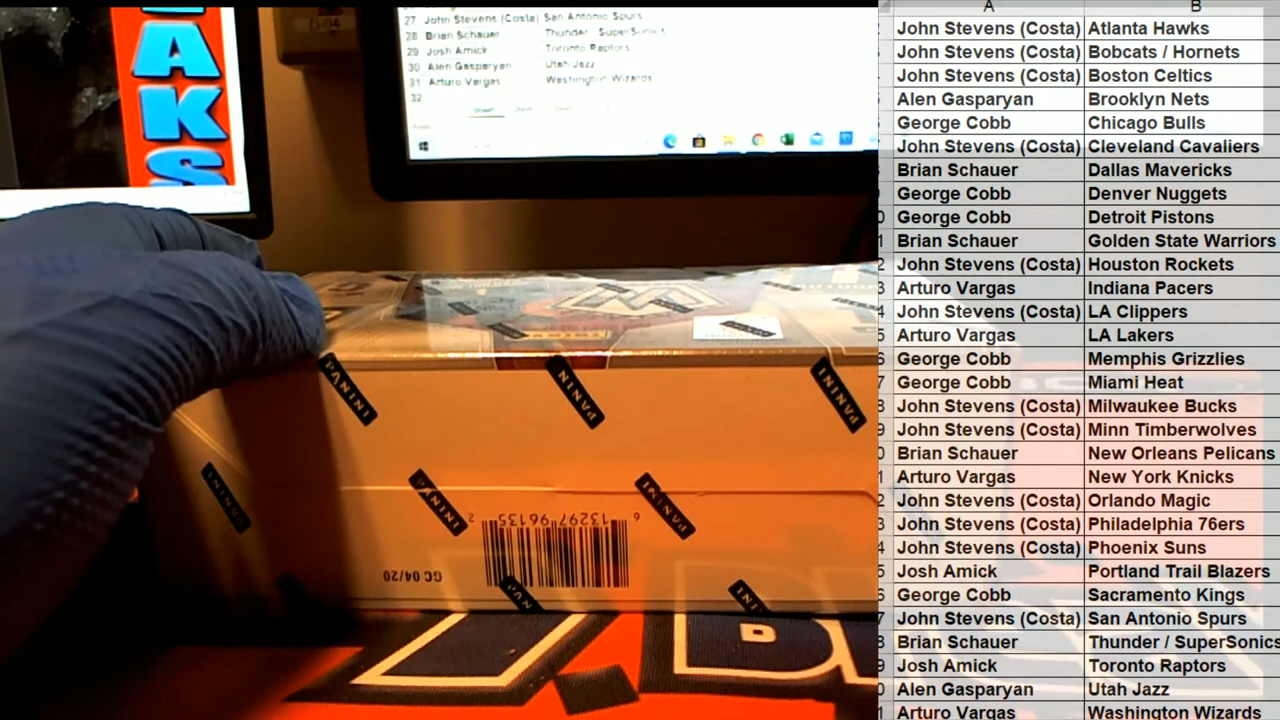 AKS
27 John Stevens (Costa) San Antonio Spurs
28 Brian Schauer Thunder SuperSonics
29 Josh Amick Toronto Raptors
30 Alen Gasparyan Utah Jazz
31 Arturo Vargas Washington Wizards
32
PANINI
PANINI
PANINI
PANINI
PANINI
PANINI
6 13297 96135 2
GC 04/20
A B
John Stevens (Costa) Atlanta Hawks
John Stevens (Costa) Bobcats / Hornets
John Stevens (Costa) Boston Celtics
Alen Gasparyan Brooklyn Nets
George Cobb Chicago Bulls
John Stevens (Costa) Cleveland Cavaliers
Brian Schauer Dallas Mavericks
George Cobb Denver Nuggets
George Cobb Detroit Pistons
Brian Schauer Golden State Warriors
John Stevens (Costa) Houston Rockets
Arturo Vargas Indiana Pacers
John Stevens (Costa) LA Clippers
Arturo Vargas LA Lakers
George Cobb Memphis Grizzlies
George Cobb Miami Heat
John Stevens (Costa) Milwaukee Bucks
John Stevens (Costa) Minn Timberwolves
Brian Schauer New Orleans Pelicans
Arturo Vargas New York Knicks
John Stevens (Costa) Orlando Magic
John Stevens (Costa) Philadelphia 76ers
John Stevens (Costa) Phoenix Suns
Josh Amick Portland Trail Blazers
George Cobb Sacramento Kings
John Stevens (Costa) San Antonio Spurs
Brian Schauer Thunder / SuperSonics
Josh Amick Toronto Raptors
Alen Gasparyan Utah Jazz
Arturo Vargas Washington Wizards